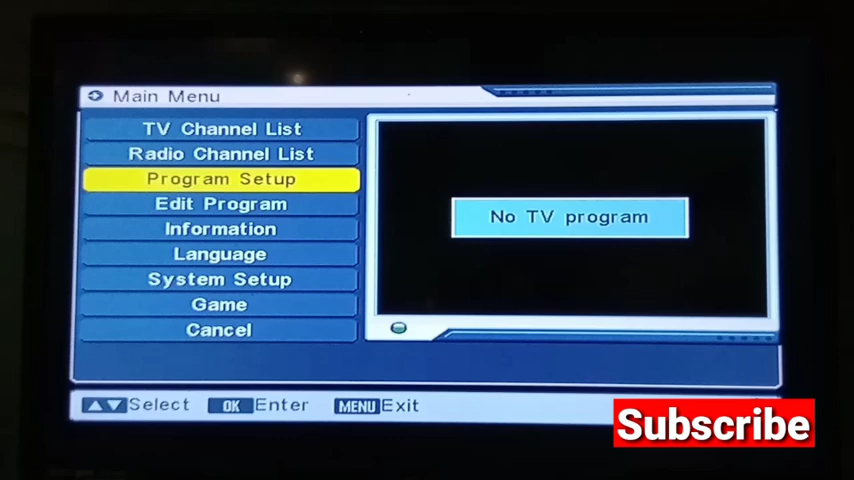 Main Menu
TV Channel List
Radio Channel List
Program Setup
Edit Program
Information
Language
System Setup
Game
Cancel
No TV program
Select OK Enter MENU Exit
Subscribe